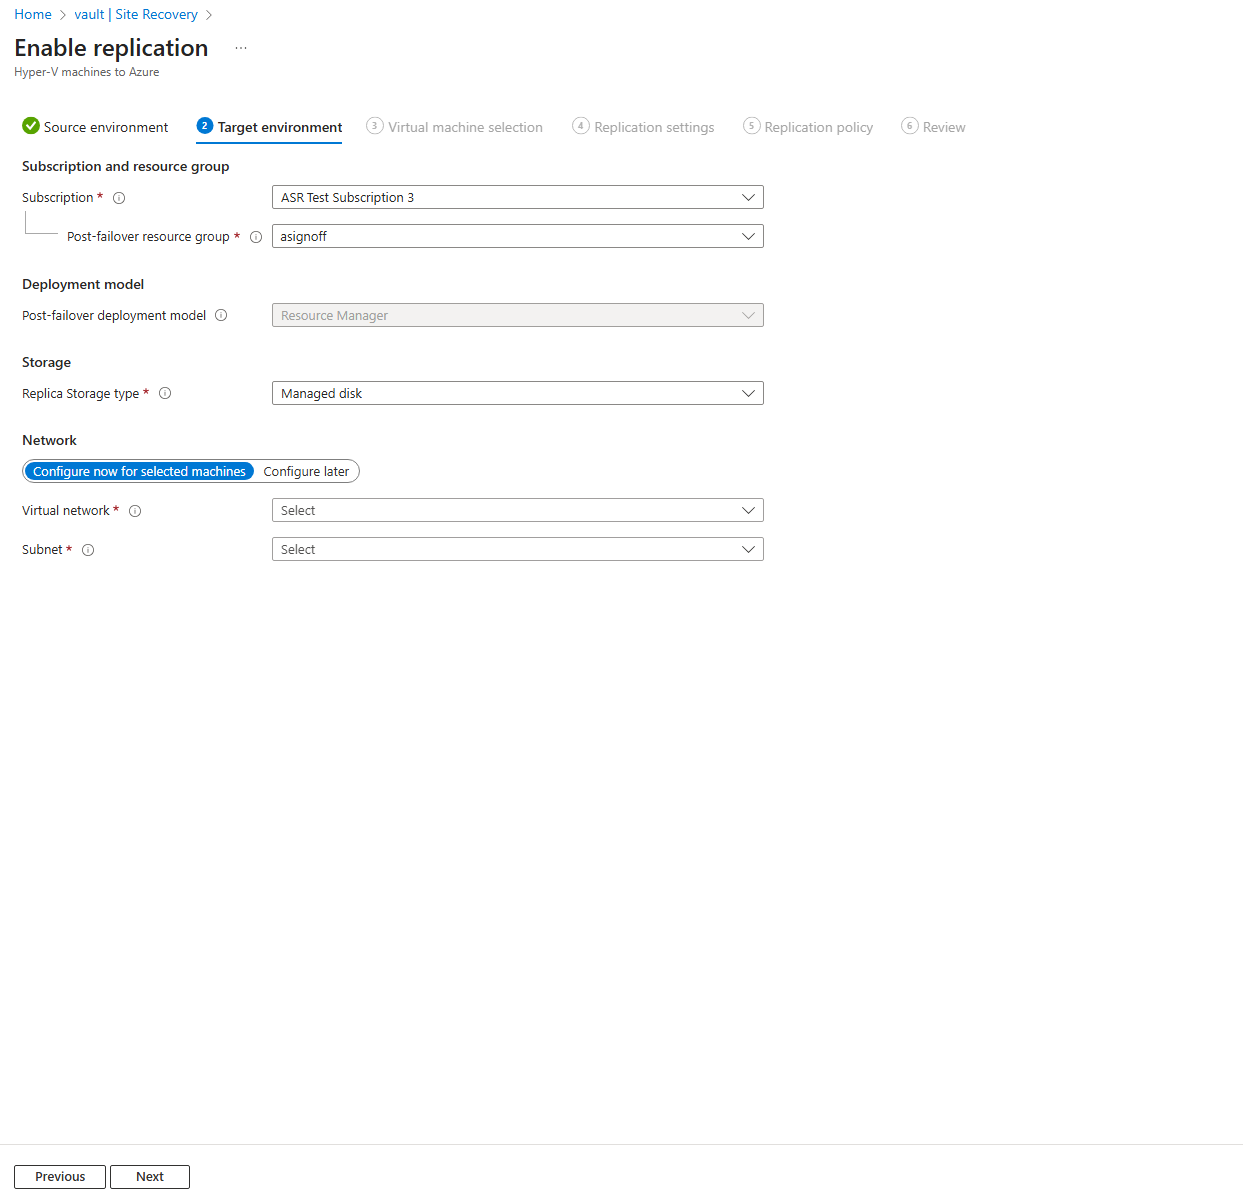 Home > vault | Site Recovery >
Enable replication ...
Hyper-V machines to Azure
Source environment 2 Target environment 3 Virtual machine selection 4 Replication settings 5 Replication policy 6 Review
Subscription and resource group
Subscription * ASR Test Subscription 3
Post-failover resource group * asignoff
Deployment model
Post-failover deployment model Resource Manager
Storage
Replica Storage type * Managed disk
Network
Configure now for selected machines Configure later
Virtual network * Select
Subnet * Select
Previous Next